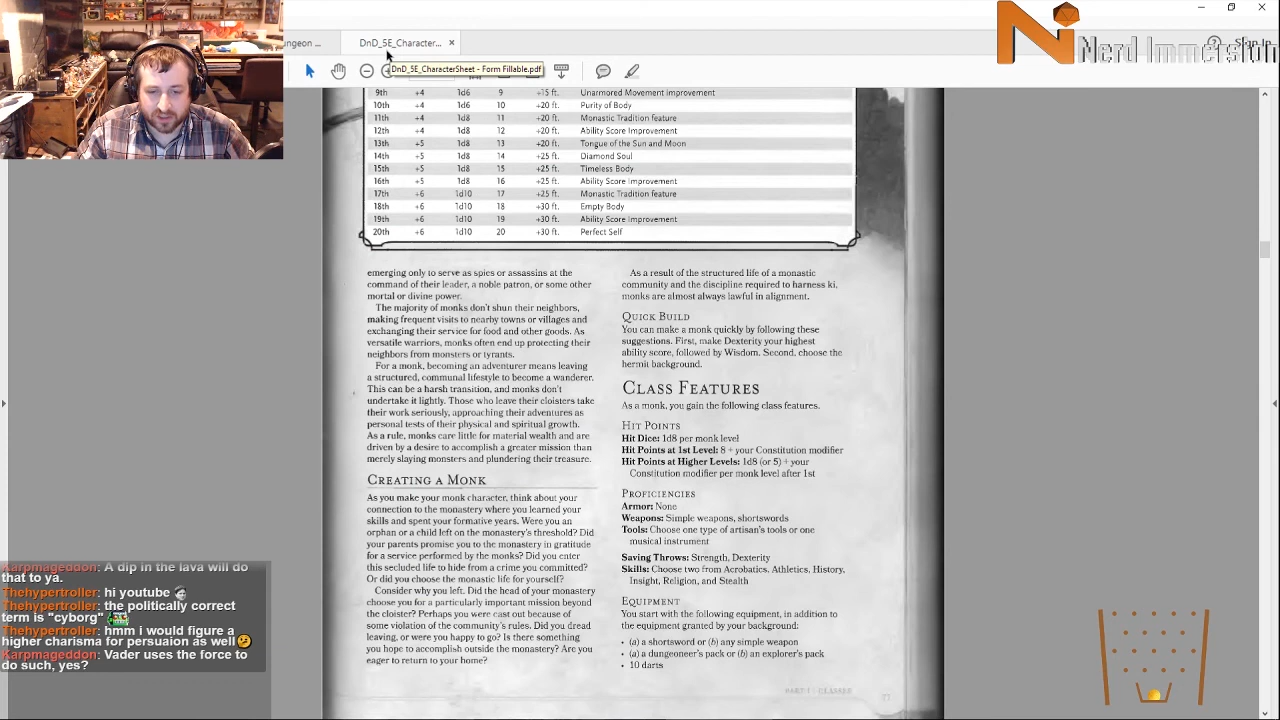 ungeon ...
DnD_5E_Character... ×
Nerd Immersion
DnD_5E_CharacterSheet - Form Fillable.pdf
9th +4 1d6 9 +15 ft. Unarmored Movement improvement
10th +4 1d6 10 +20 ft. Purity of Body
11th +4 1d8 11 +20 ft. Monastic Tradition feature
12th +4 1d8 12 +20 ft. Ability Score Improvement
13th +5 1d8 13 +20 ft. Tongue of the Sun and Moon
14th +5 1d8 14 +25 ft. Diamond Soul
15th +5 1d8 15 +25 ft. Timeless Body
16th +5 1d8 16 +25 ft. Ability Score Improvement
17th +6 1d10 17 +25 ft. Monastic Tradition feature
18th +6 1d10 18 +30 ft. Empty Body
19th +6 1d10 19 +30 ft. Ability Score Improvement
20th +6 1d10 20 +30 ft. Perfect Self
emerging only to serve as spies or assassins at the
command of their leader, a noble patron, or some other
mortal or divine power.
The majority of monks don't shun their neighbors,
making frequent visits to nearby towns or villages and
exchanging their service for food and other goods. As
versatile warriors, monks often end up protecting their
neighbors from monsters or tyrants.
For a monk, becoming an adventurer means leaving
a structured, communal lifestyle to become a wanderer.
This can be a harsh transition, and monks don't
undertake it lightly. Those who leave their cloisters take
their work seriously, approaching their adventures as
personal tests of their physical and spiritual growth.
As a rule, monks care little for material wealth and are
driven by a desire to accomplish a greater mission than
merely slaying monsters and plundering their treasure.
CREATING A MONK
As you make your monk character, think about your
connection to the monastery where you learned your
skills and spent your formative years. Were you an
orphan or a child left on the monastery's threshold? Did
your parents promise you to the monastery in gratitude
for a service performed by the monks? Did you enter
this secluded life to hide from a crime you committed?
Or did you choose the monastic life for yourself?
Consider why you left. Did the head of your monastery
choose you for a particularly important mission beyond
the cloister? Perhaps you were cast out because of
some violation of the community's rules. Did you dread
leaving, or were you happy to go? Is there something
you hope to accomplish outside the monastery? Are you
eager to return to your home?
As a result of the structured life of a monastic
community and the discipline required to harness ki,
monks are almost always lawful in alignment.
QUICK BUILD
You can make a monk quickly by following these
suggestions. First, make Dexterity your highest
ability score, followed by Wisdom. Second, choose the
hermit background.
CLASS FEATURES
As a monk, you gain the following class features.
HIT POINTS
Hit Dice: 1d8 per monk level
Hit Points at 1st Level: 8 + your Constitution modifier
Hit Points at Higher Levels: 1d8 (or 5) + your
Constitution modifier per monk level after 1st
PROFICIENCIES
Armor: None
Weapons: Simple weapons, shortswords
Tools: Choose one type of artisan's tools or one
musical instrument
Saving Throws: Strength, Dexterity
Skills: Choose two from Acrobatics, Athletics, History,
Insight, Religion, and Stealth
EQUIPMENT
You start with the following equipment, in addition to
the equipment granted by your background:
• (a) a shortsword or (b) any simple weapon
• (a) a dungeoneer's pack or (b) an explorer's pack
• 10 darts
PART 1 | CLASSES
77
Karpmageddon: A dip in the lava will do
that to ya.
Thehypertroller: hi youtube
Thehypertroller: the politically correct
term is "cyborg"
Thehypertroller: hmm i would figure a
higher charisma for persuaion as well
Karpmageddon: Vader uses the force to
do such, yes?